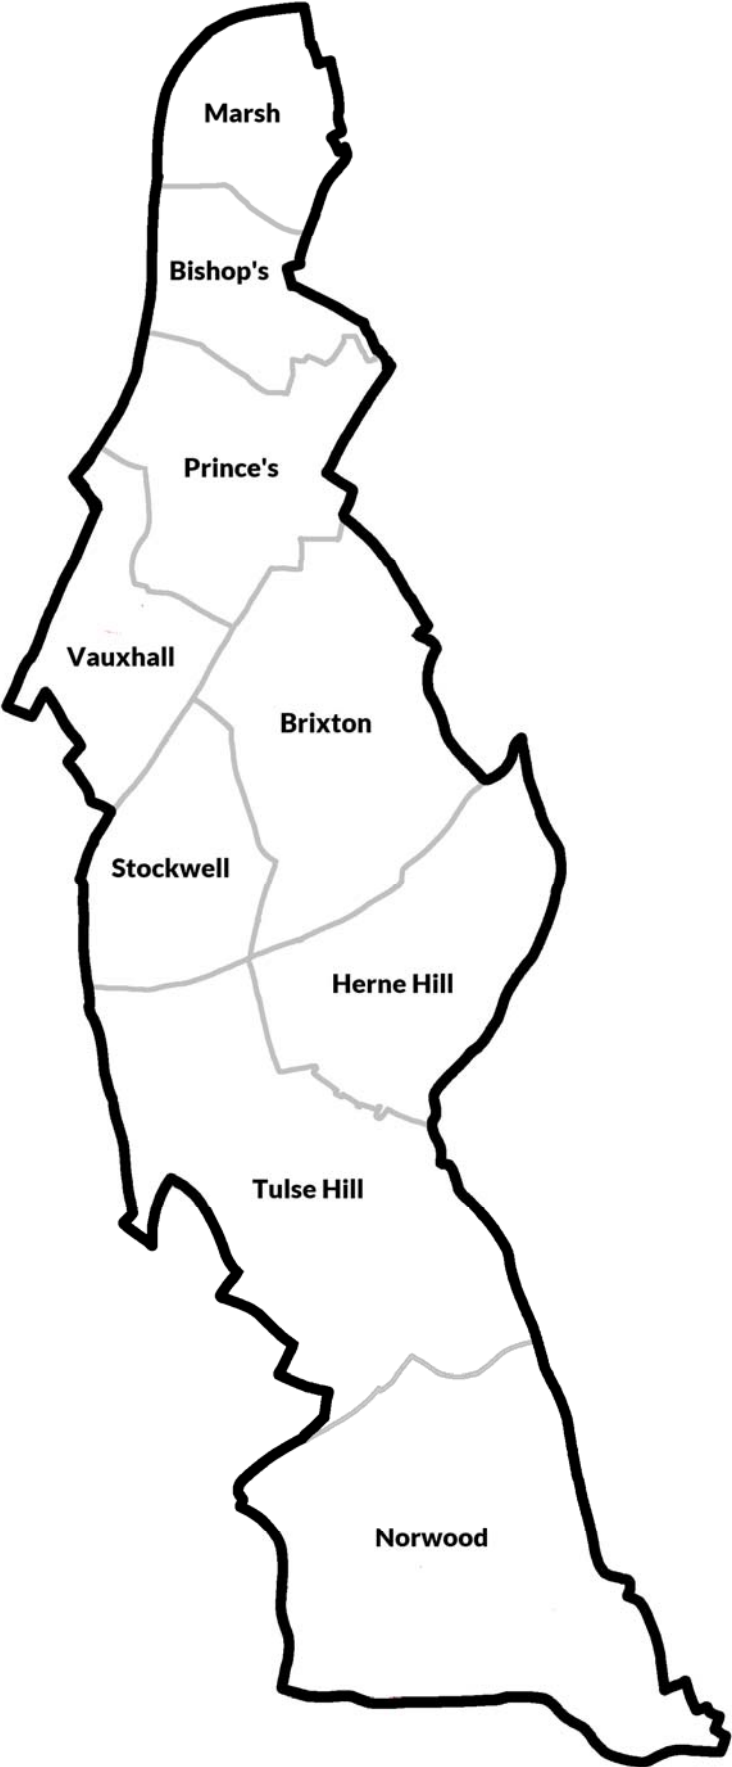 Marsh
Bishop's
Prince's
Vauxhall
Brixton
Stockwell
Herne Hill
Tulse Hill
Norwood